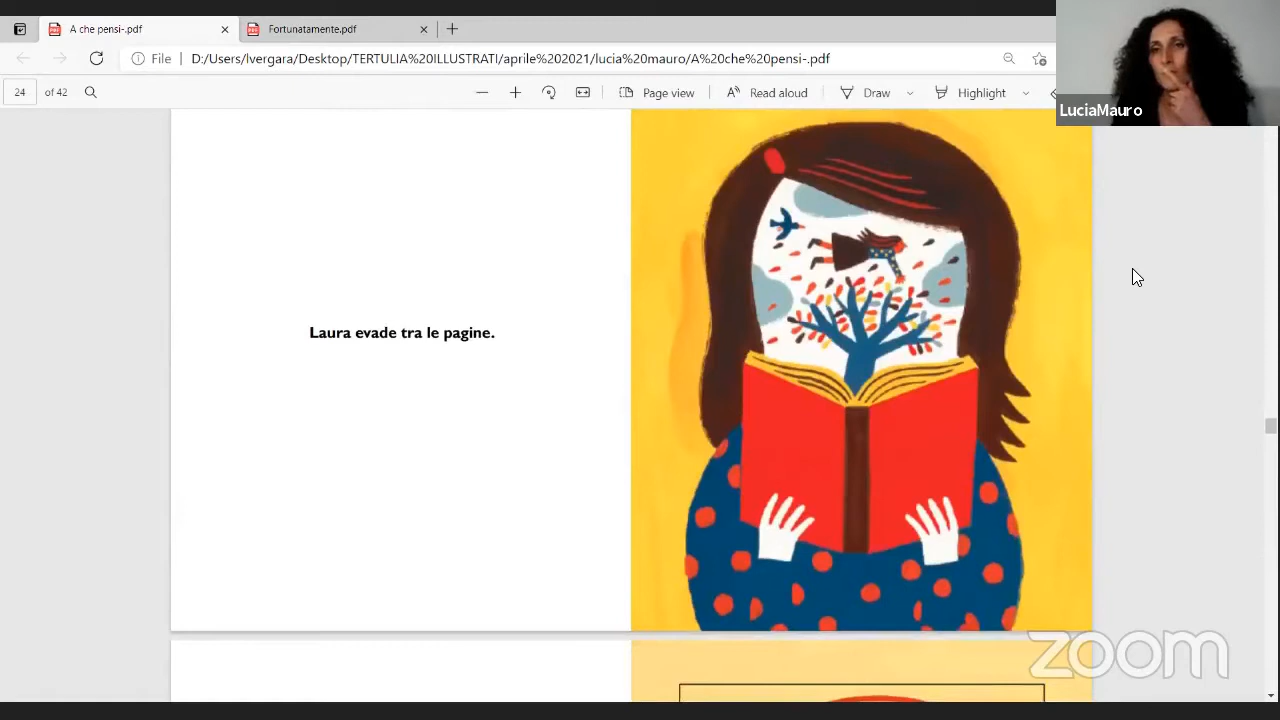 A che pensi-.pdf
Fortunatamente.pdf
File
D:/Users/lvergara/Desktop/TERTULIA%20ILLUSTRATI/aprile%202021/lucia%20mauro/A%20che%20pensi-.pdf
24 of 42
Page view
Read aloud
Draw
Highlight
LuciaMauro
Laura evade tra le pagine.
zoom